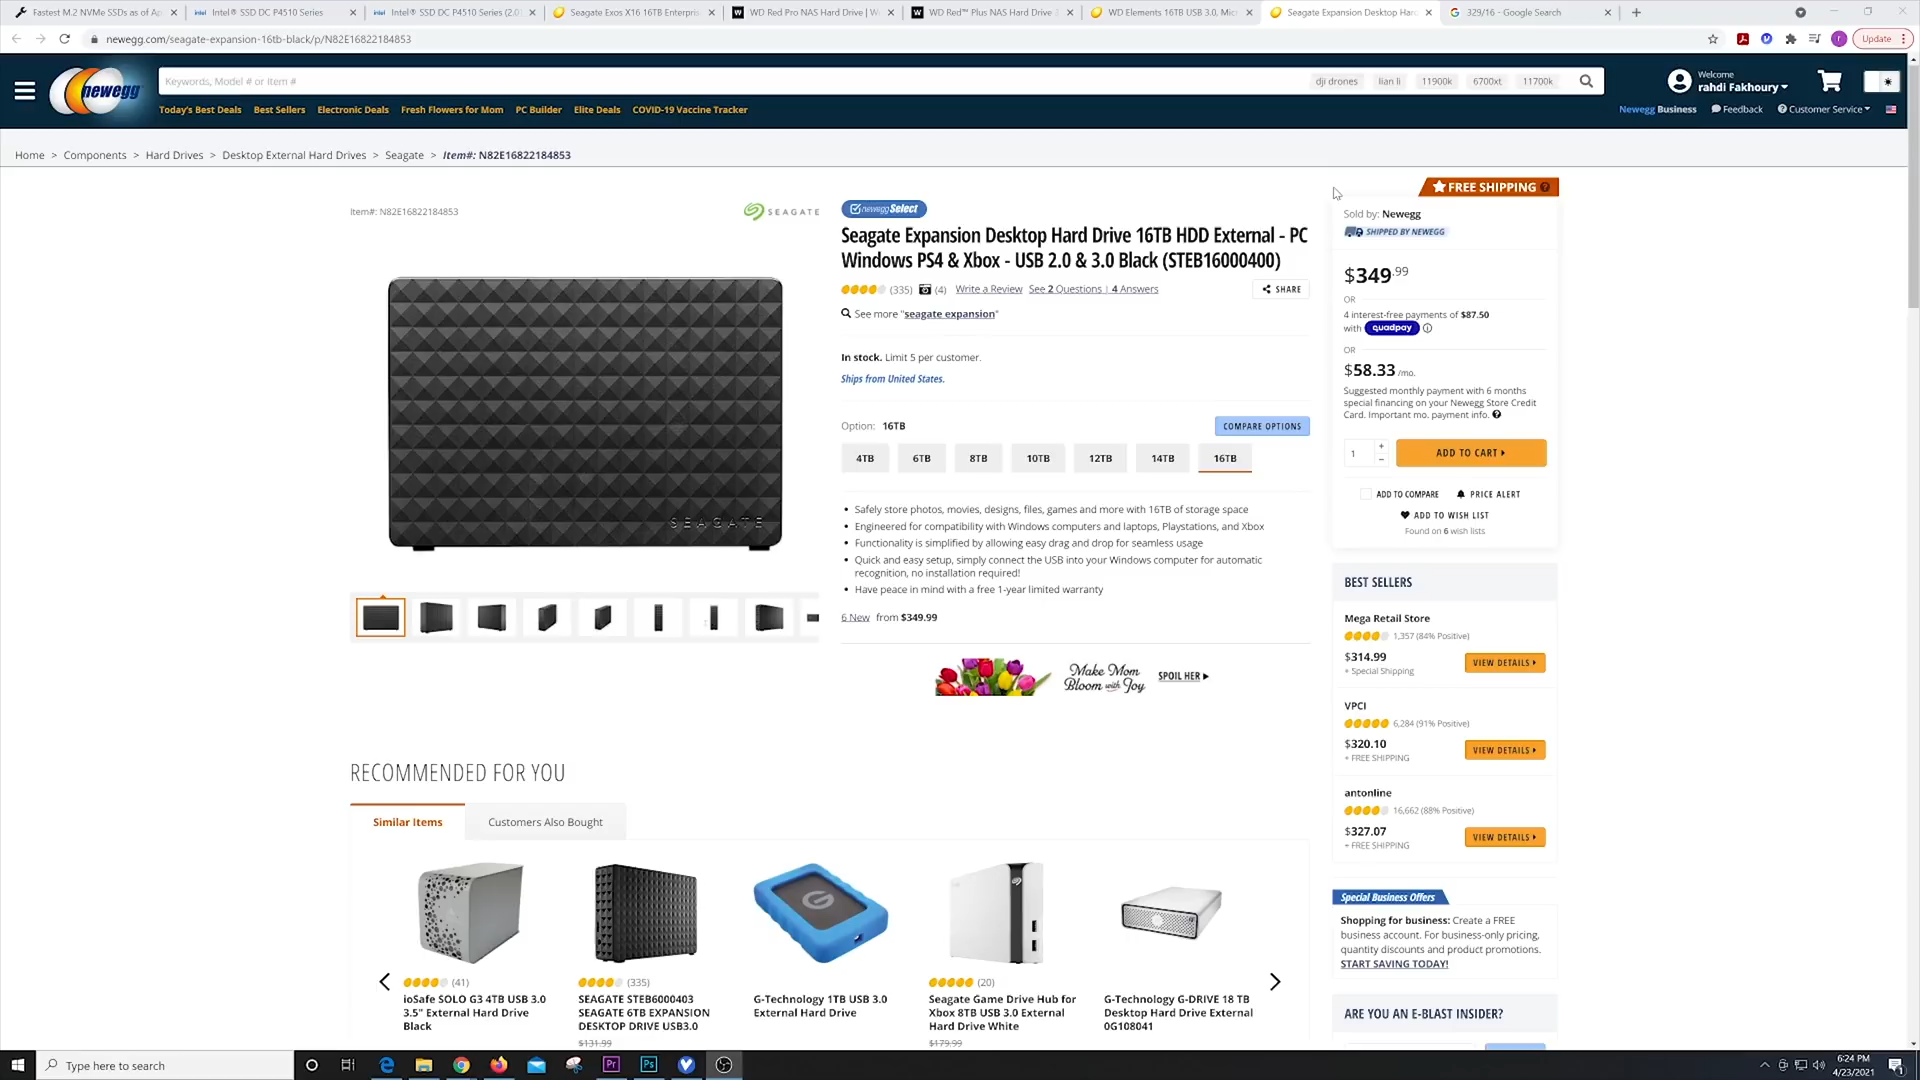 Fastest M.2 NVMe SSDs as of Ap
Intel® SSD DC P4510 Series
Intel® SSD DC P4510 Series (2.0
Seagate Exos X16 16TB Enterpris
WD Red Pro NAS Hard Drive | W
WD Red™ Plus NAS Hard Drive
WD Elements 16TB USB 3.0, Mic
Seagate Expansion Desktop Hard
329/16 - Google Search
newegg.com/seagate-expansion-16tb-black/p/N82E16822184853
Update
newegg
Keywords, Model # or Item #
dji drones
lian li
11900k
6700xt
11700k
Welcome
rahdi Fakhoury
Today's Best Deals
Best Sellers
Electronic Deals
Fresh Flowers for Mom
PC Builder
Elite Deals
COVID-19 Vaccine Tracker
Newegg Business
Feedback
Customer Service
Home > Components > Hard Drives > Desktop External Hard Drives > Seagate > Item#: N82E16822184853
Item#: N82E16822184853
SEAGATE
SEAGATE
newegg Select
Seagate Expansion Desktop Hard Drive 16TB HDD External - PC
Windows PS4 & Xbox - USB 2.0 & 3.0 Black (STEB16000400)
(335) (4) Write a Review See 2 Questions | 4 Answers
SHARE
See more "seagate expansion"
In stock. Limit 5 per customer.
Ships from United States.
Option: 16TB
COMPARE OPTIONS
4TB
6TB
8TB
10TB
12TB
14TB
16TB
• Safely store photos, movies, designs, files, games and more with 16TB of storage space
• Engineered for compatibility with Windows computers and laptops, Playstations, and Xbox
• Functionality is simplified by allowing easy drag and drop for seamless usage
• Quick and easy setup, simply connect the USB into your Windows computer for automatic
recognition, no installation required!
• Have peace in mind with a free 1-year limited warranty
6 New from $349.99
Make Mom
Bloom with Joy
SPOIL HER
FREE SHIPPING
Sold by: Newegg
SHIPPED BY NEWEGG
$349.99
OR
4 interest-free payments of $87.50
with quadpay
OR
$58.33 /mo.
Suggested monthly payment with 6 months
special financing on your Newegg Store Credit
Card. Important mo. payment info.
1
+
−
ADD TO CART
ADD TO COMPARE
PRICE ALERT
ADD TO WISH LIST
Found on 6 wish lists
BEST SELLERS
Mega Retail Store
1,357 (84% Positive)
$314.99
+ Special Shipping
VIEW DETAILS
VPCI
6,284 (91% Positive)
$320.10
+ FREE SHIPPING
VIEW DETAILS
antonline
16,662 (88% Positive)
$327.07
+ FREE SHIPPING
VIEW DETAILS
Special Business Offers
Shopping for business: Create a FREE
business account. For business-only pricing,
quantity discounts and product promotions.
START SAVING TODAY!
ARE YOU AN E-BLAST INSIDER?
RECOMMENDED FOR YOU
Similar Items
Customers Also Bought
(41)
ioSafe SOLO G3 4TB USB 3.0
3.5" External Hard Drive
Black
(335)
SEAGATE STEB6000403
SEAGATE 6TB EXPANSION
DESKTOP DRIVE USB3.0
$131.99
G-Technology 1TB USB 3.0
External Hard Drive
(20)
Seagate Game Drive Hub for
Xbox 8TB USB 3.0 External
Hard Drive White
$179.99
G-Technology G-DRIVE 18 TB
Desktop Hard Drive External
0G108041
Type here to search
Pr
Ps
6:24 PM
4/23/2021